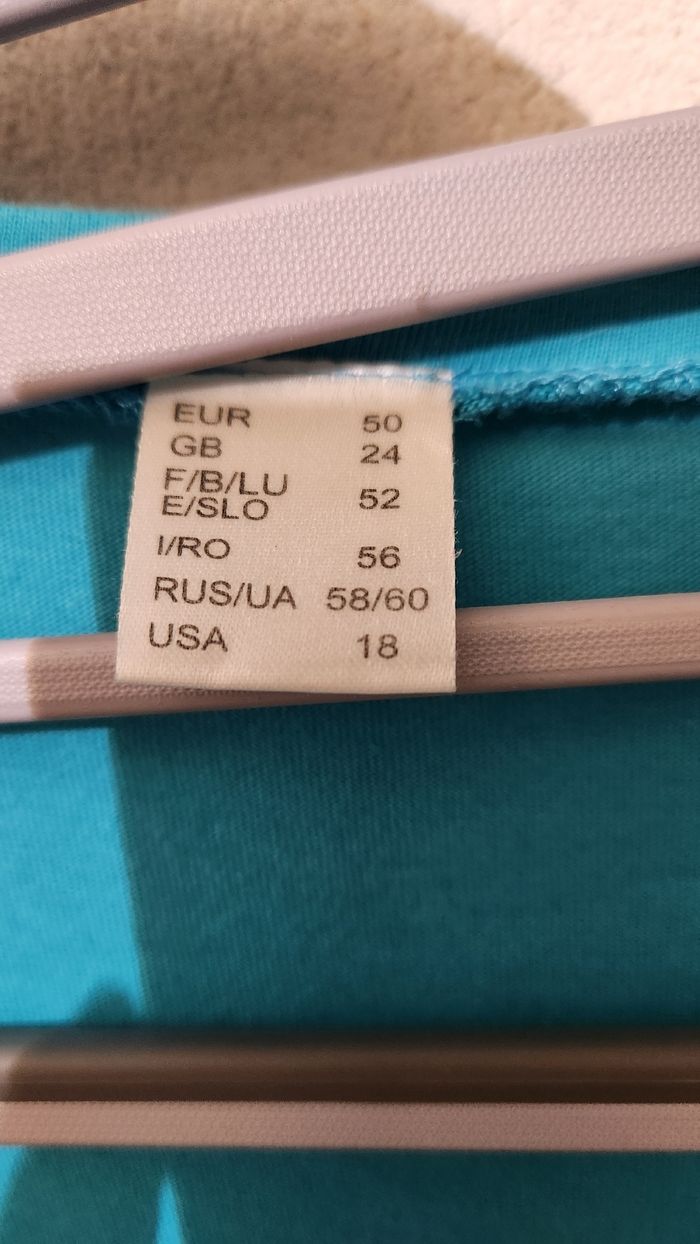 EUR 50
GB 24
F/B/LU
E/SLO 52
I/RO 56
RUS/UA 58/60
USA 18